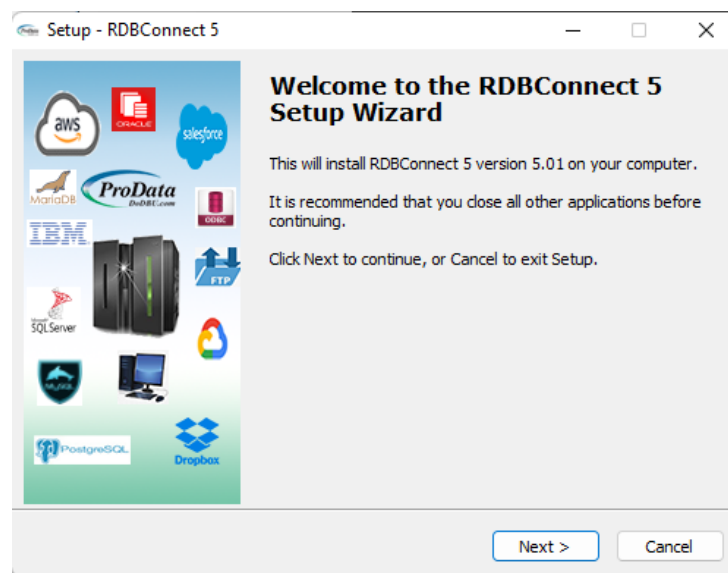 Setup - RDBConnect 5
aws
ORACLE
salesforce
MariaDB
ProData
DoDBU.com
ODBC
IBM
FTP
Microsoft
SQLServer
MySQL
PostgreSQL
Dropbox
Welcome to the RDBConnect 5
Setup Wizard
This will install RDBConnect 5 version 5.01 on your computer.
It is recommended that you close all other applications before
continuing.
Click Next to continue, or Cancel to exit Setup.
Next >
Cancel